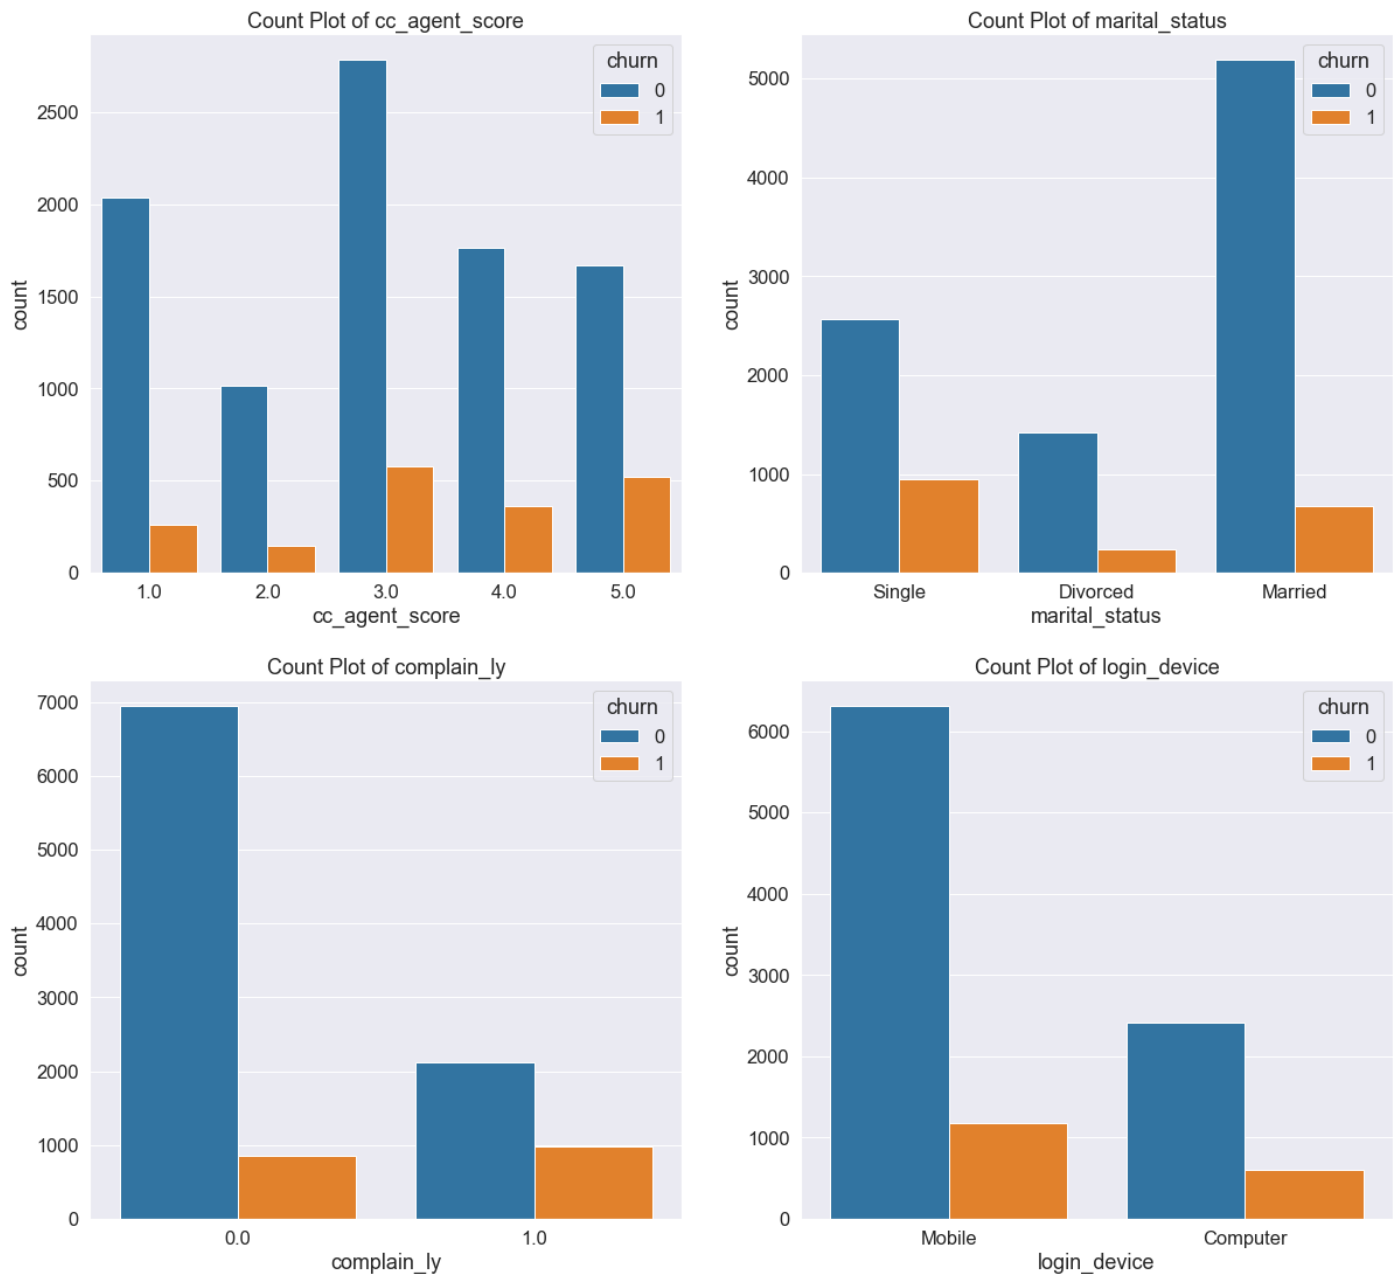 Count Plot of cc_agent_score
churn
0
1
2500
2000
1500
1000
500
0
count
1.0 2.0 3.0 4.0 5.0
cc_agent_score
Count Plot of marital_status
churn
0
1
5000
4000
3000
2000
1000
0
count
Single Divorced Married
marital_status
Count Plot of complain_ly
churn
0
1
7000
6000
5000
4000
3000
2000
1000
0
count
0.0 1.0
complain_ly
Count Plot of login_device
churn
0
1
6000
5000
4000
3000
2000
1000
0
count
Mobile Computer
login_device